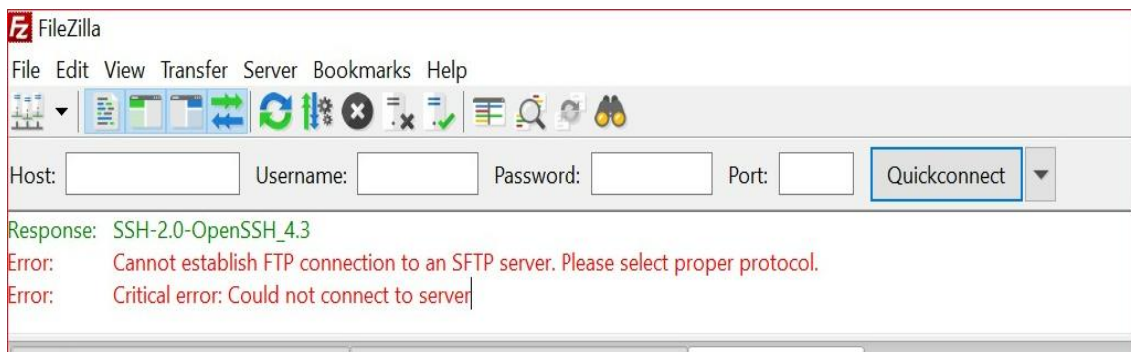 FileZilla
File Edit View Transfer Server Bookmarks Help
Host: Username: Password: Port: Quickconnect
Response: SSH-2.0-OpenSSH_4.3
Error: Cannot establish FTP connection to an SFTP server. Please select proper protocol.
Error: Critical error: Could not connect to server